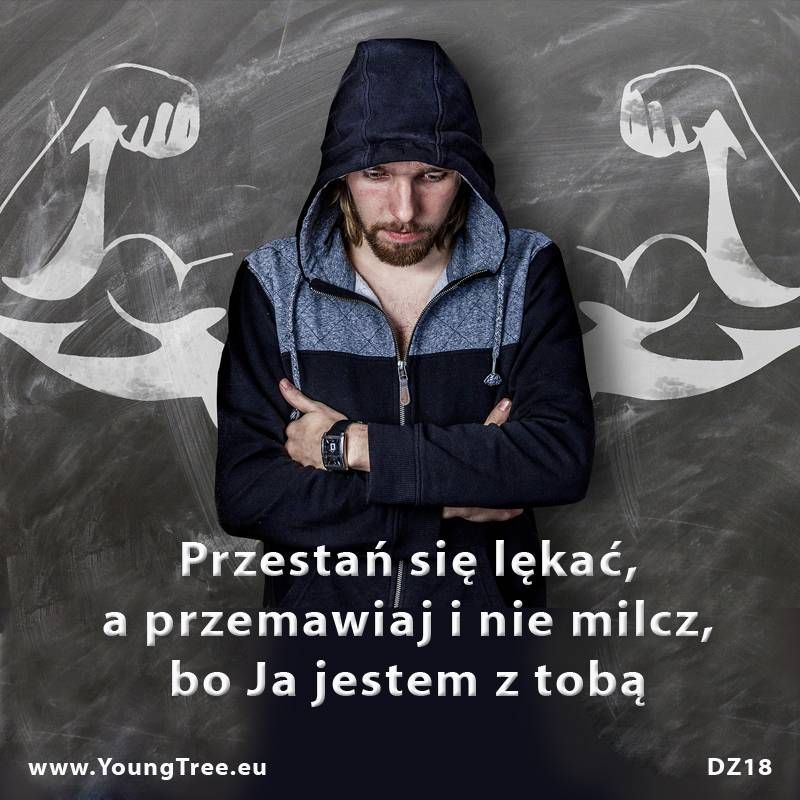 Przestań się lękać,
a przemawiaj i nie milcz,
bo Ja jestem z tobą
www.YoungTree.eu
DZ18